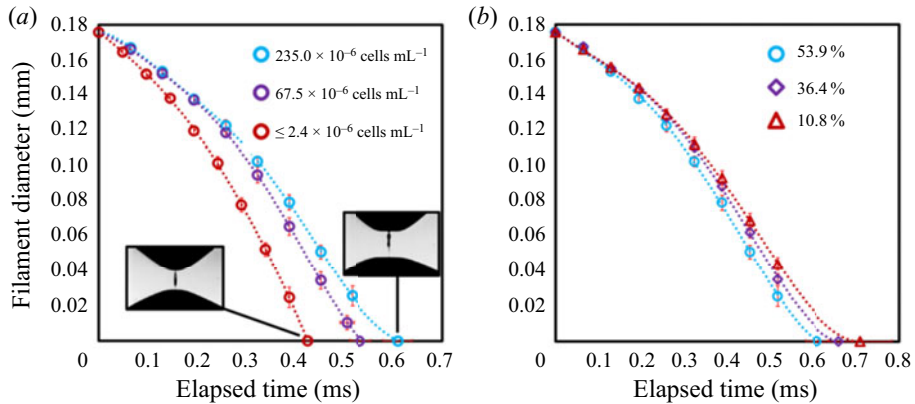 (a)
0.18
0.16
0.14
0.12
0.10
0.08
0.06
0.04
0.02
Filament diameter (mm)
235.0 × 10⁻⁶ cells mL⁻¹
67.5 × 10⁻⁶ cells mL⁻¹
≤ 2.4 × 10⁻⁶ cells mL⁻¹
0 0.1 0.2 0.3 0.4 0.5 0.6 0.7
Elapsed time (ms)
(b)
0.18
0.16
0.14
0.12
0.10
0.08
0.06
0.04
0.02
53.9 %
36.4 %
10.8 %
0 0.1 0.2 0.3 0.4 0.5 0.6 0.7 0.8
Elapsed time (ms)